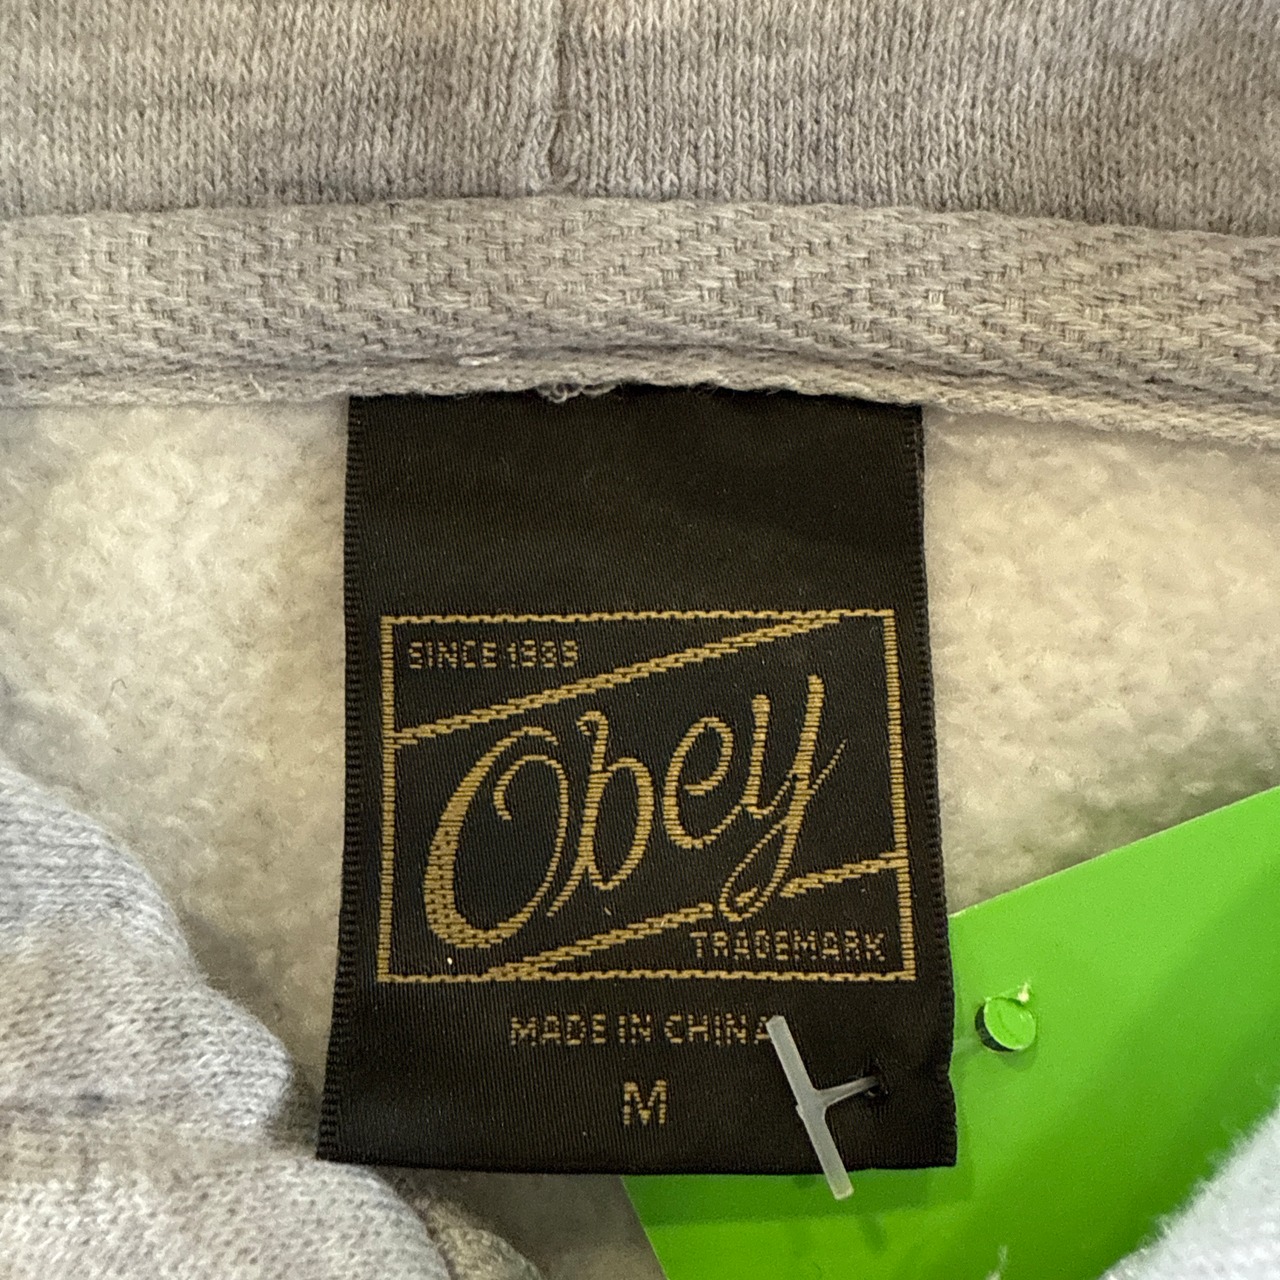 SINCE 1989
Obey
TRADEMARK
MADE IN CHINA
M